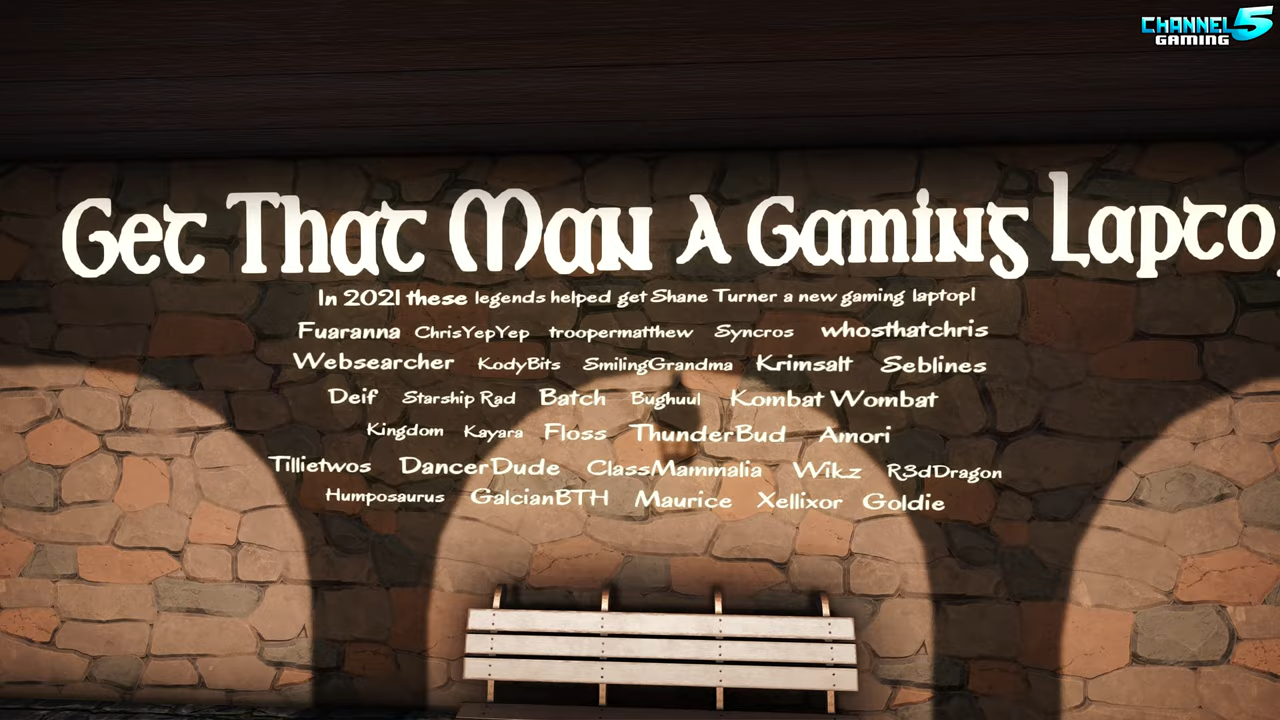 CHANNEL 5
GAMING
Get That Man A Gaming Lapto
In 2021 these legends helped get Shane Turner a new gaming laptop!
Fuaranna ChrisYepYep troopermatthew Syncros whosthatchris
Websearcher KodyBits SmilingGrandma Krimsalt Seblines
Deif Starship Rad Batch Bughuul Kombat Wombat
Kingdom Kayara Floss ThunderBud Amori
Tillietwos DancerDude ClassMammalia Wikz R3dDragon
Humposaurus GalcianBTH Maurice Xellixor Goldie